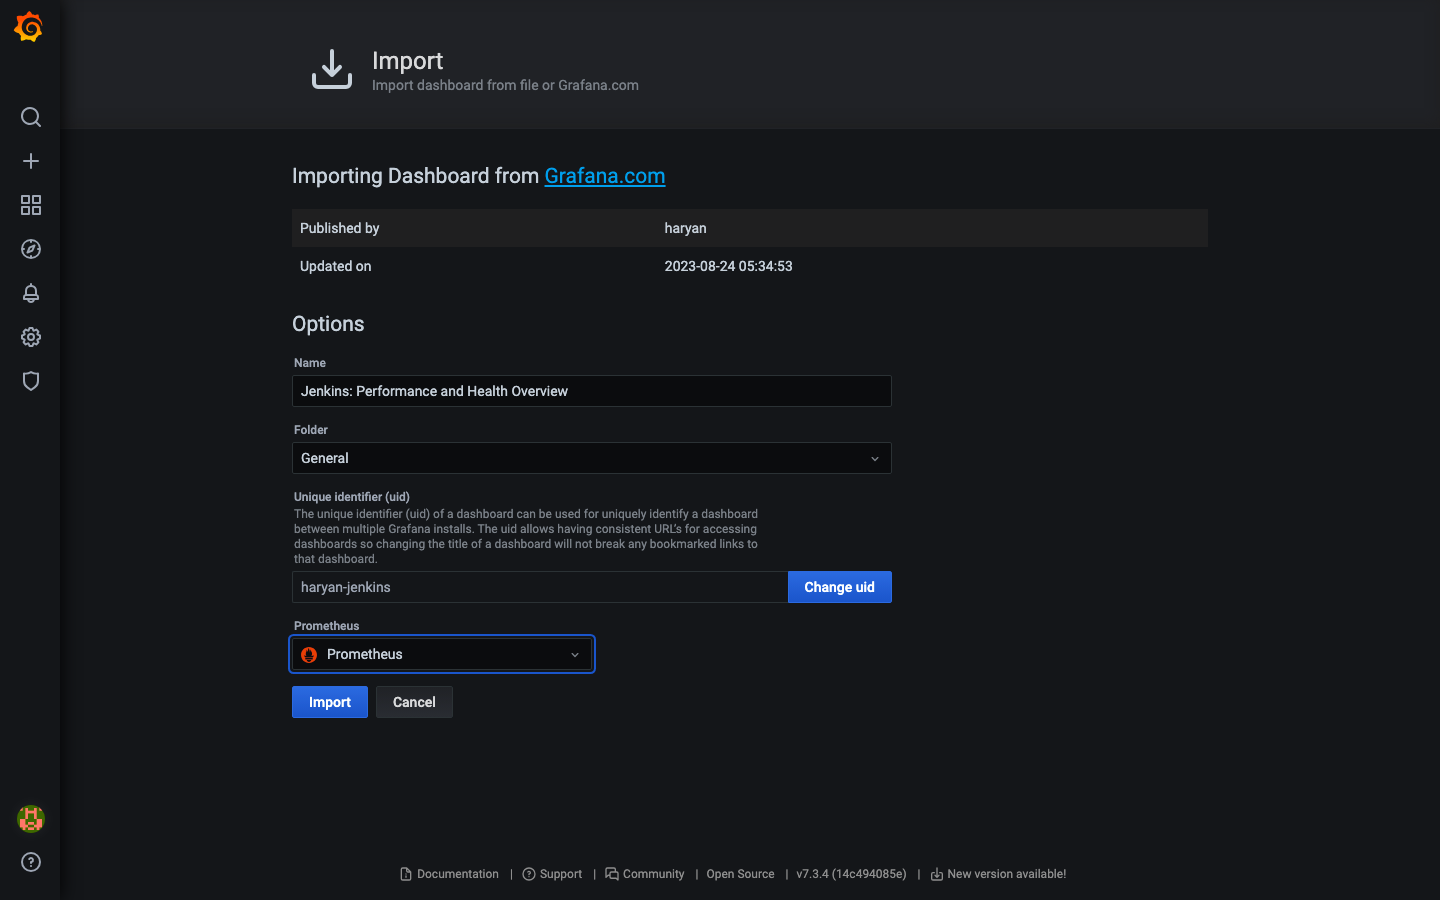 Import
Import dashboard from file or Grafana.com
Importing Dashboard from Grafana.com
Published by haryan
Updated on 2023-08-24 05:34:53
Options
Name
Jenkins: Performance and Health Overview
Folder
General
Unique identifier (uid)
The unique identifier (uid) of a dashboard can be used for uniquely identify a dashboard
between multiple Grafana installs. The uid allows having consistent URL's for accessing
dashboards so changing the title of a dashboard will not break any bookmarked links to
that dashboard.
haryan-jenkins Change uid
Prometheus
Prometheus
Import Cancel
Documentation | Support | Community | Open Source | v7.3.4 (14c494085e) | New version available!